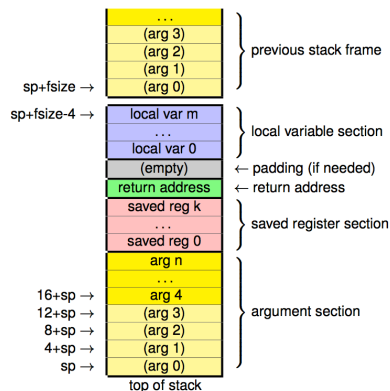 ...
(arg 3)
(arg 2)
previous stack frame
(arg 1)
sp+fsize → (arg 0)
sp+fsize-4 → local var m
... local variable section
local var 0
(empty) ← padding (if needed)
return address ← return address
saved reg k
... saved register section
saved reg 0
arg n
...
16+sp → arg 4
12+sp → (arg 3) argument section
8+sp → (arg 2)
4+sp → (arg 1)
sp → (arg 0)
top of stack